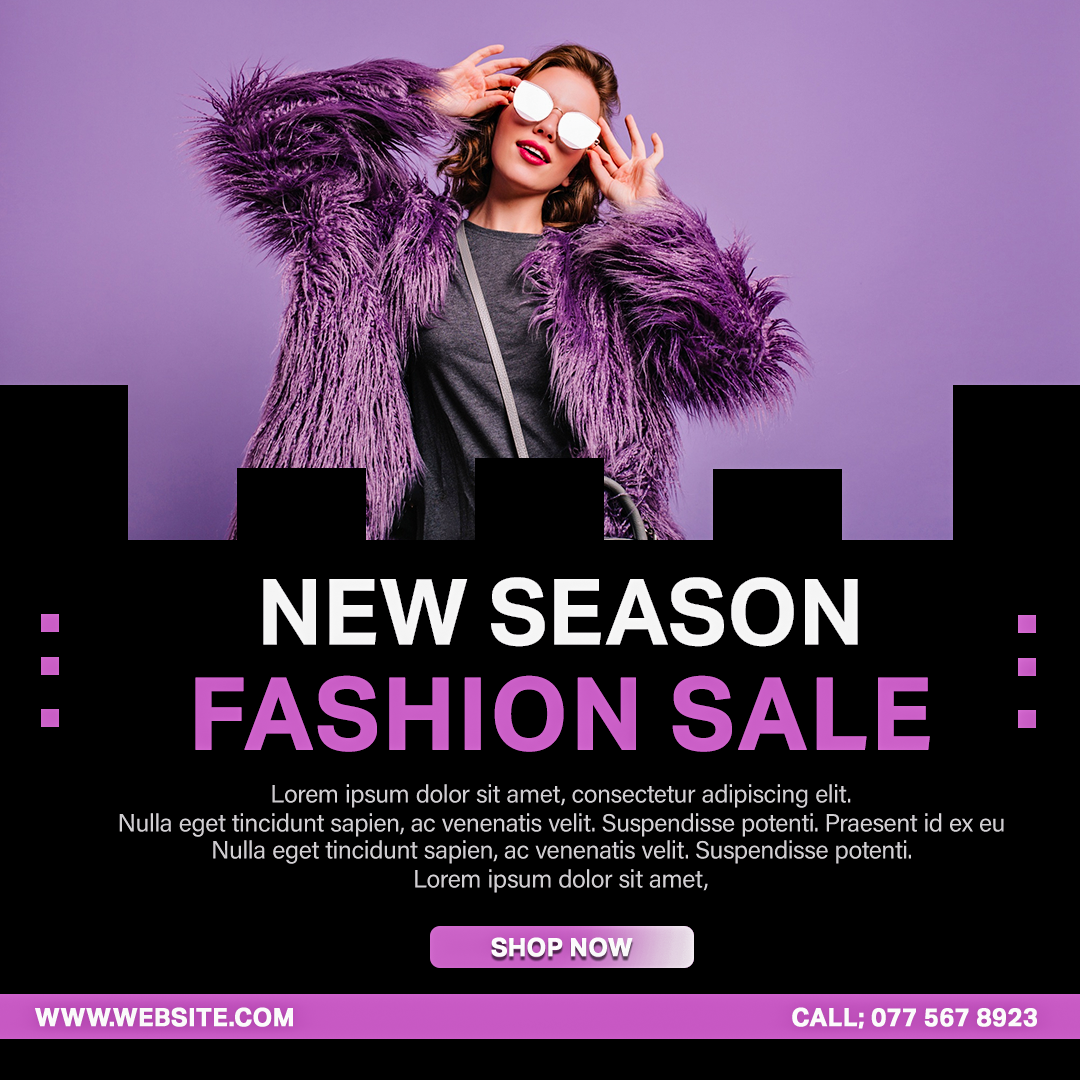 NEW SEASON
FASHION SALE
Lorem ipsum dolor sit amet, consectetur adipiscing elit.
Nulla eget tincidunt sapien, ac venenatis velit. Suspendisse potenti. Praesent id ex eu
Nulla eget tincidunt sapien, ac venenatis velit. Suspendisse potenti.
Lorem ipsum dolor sit amet,
SHOP NOW
WWW.WEBSITE.COM
CALL; 077 567 8923